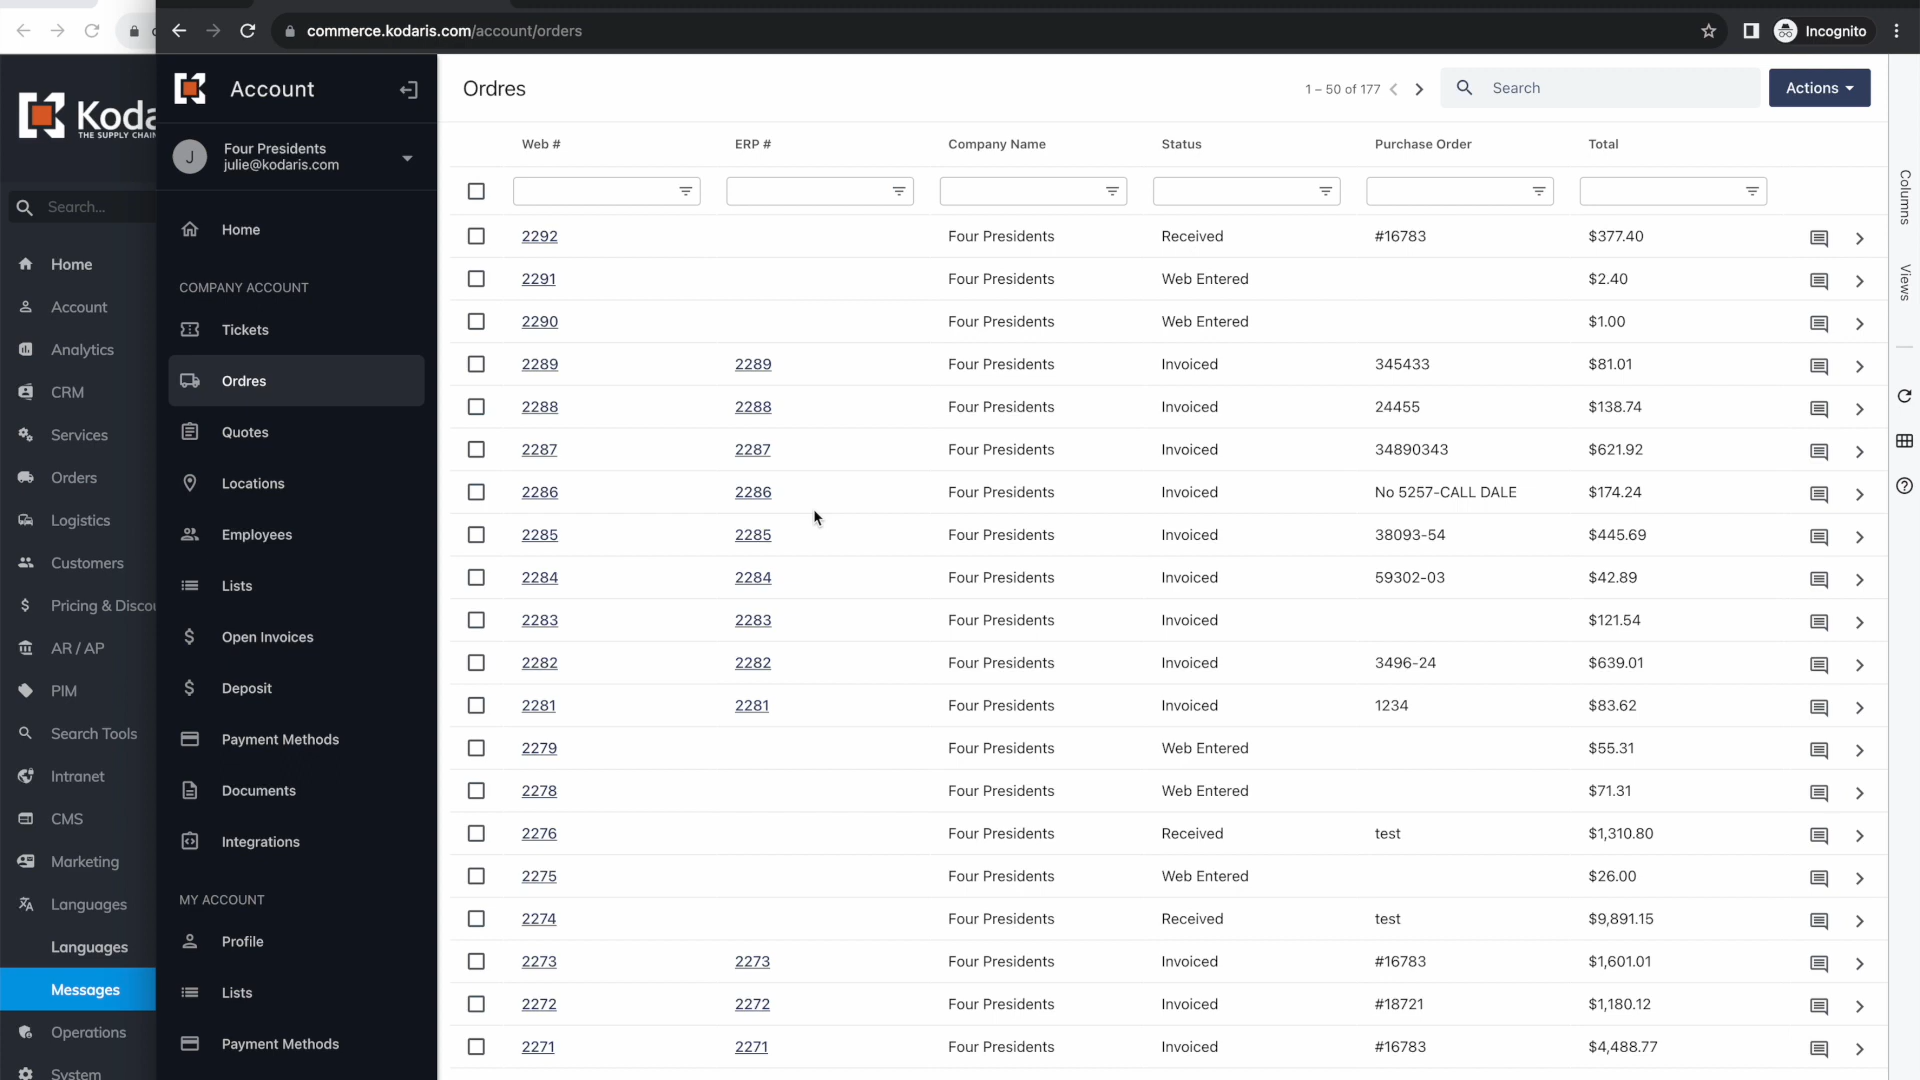 commerce.kodaris.com/account/orders
Incognito
Koda
THE SUPPLY CHAIN
Search...
Home
Account
Analytics
CRM
Services
Orders
Logistics
Customers
Pricing & Discou
AR / AP
PIM
Search Tools
Intranet
CMS
Marketing
Languages
Languages
Messages
Operations
System
Account
J
Four Presidents
julie@kodaris.com
Home
COMPANY ACCOUNT
Tickets
Ordres
Quotes
Locations
Employees
Lists
Open Invoices
Deposit
Payment Methods
Documents
Integrations
MY ACCOUNT
Profile
Lists
Payment Methods
Ordres
1 – 50 of 177
Search
Actions
Web # ERP # Company Name Status Purchase Order Total
2292 Four Presidents Received #16783 $377.40
2291 Four Presidents Web Entered $2.40
2290 Four Presidents Web Entered $1.00
2289 2289 Four Presidents Invoiced 345433 $81.01
2288 2288 Four Presidents Invoiced 24455 $138.74
2287 2287 Four Presidents Invoiced 34890343 $621.92
2286 2286 Four Presidents Invoiced No 5257-CALL DALE $174.24
2285 2285 Four Presidents Invoiced 38093-54 $445.69
2284 2284 Four Presidents Invoiced 59302-03 $42.89
2283 2283 Four Presidents Invoiced $121.54
2282 2282 Four Presidents Invoiced 3496-24 $639.01
2281 2281 Four Presidents Invoiced 1234 $83.62
2279 Four Presidents Web Entered $55.31
2278 Four Presidents Web Entered $71.31
2276 Four Presidents Received test $1,310.80
2275 Four Presidents Web Entered $26.00
2274 Four Presidents Received test $9,891.15
2273 2273 Four Presidents Invoiced #16783 $1,601.01
2272 2272 Four Presidents Invoiced #18721 $1,180.12
2271 2271 Four Presidents Invoiced #16783 $4,488.77
Columns
Views